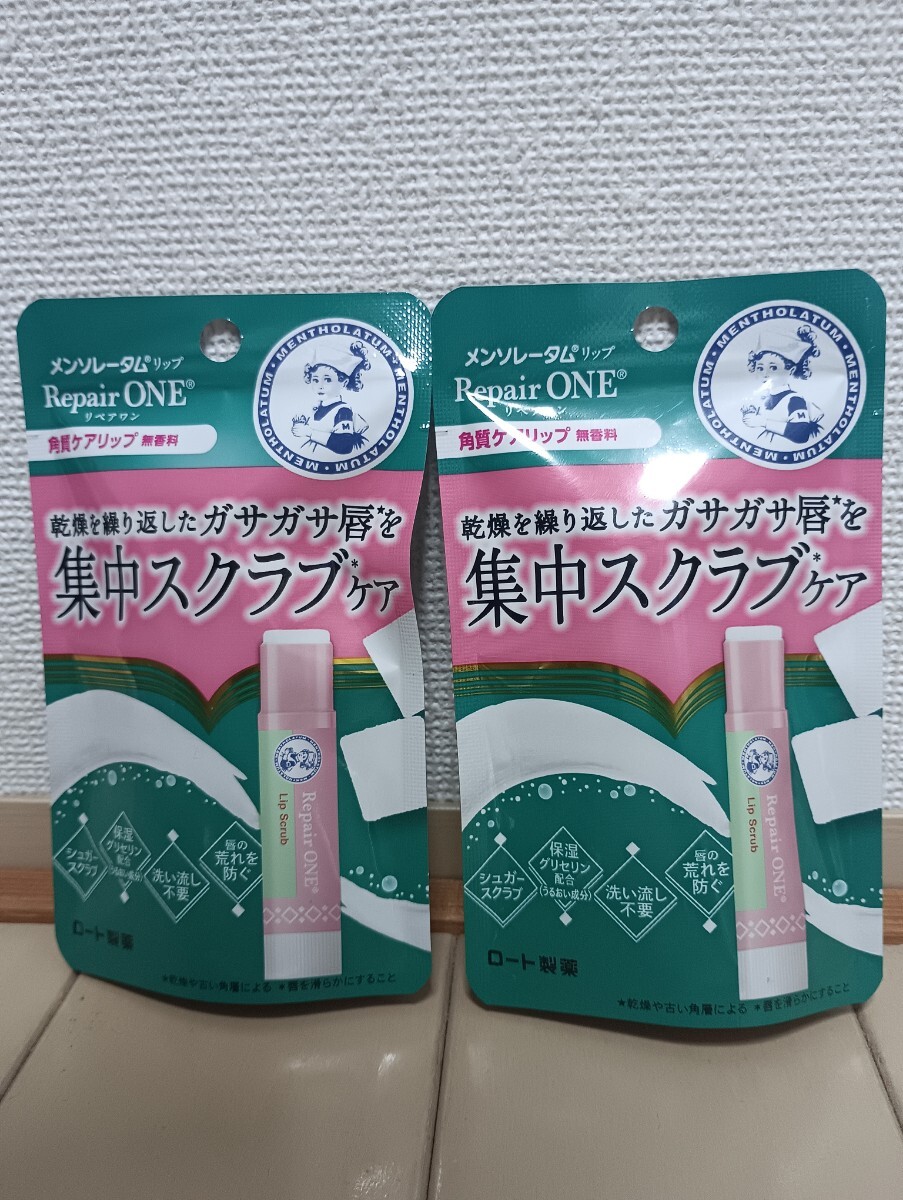 メンソレータム®リップ
Repair ONE®
リペアワン
角質ケアリップ 無香料
MENTHOLATUM・MENTHOLATUM・MENTHOLATUM・
M
乾燥を繰り返したガサガサ唇★を
集中スクラブ*ケア
Repair ONE®
Lip Scrub
シュガー
スクラブ
保湿
グリセリン
配合
(うるおい成分)
洗い流し
不要
唇の
荒れを
防ぐ
ロート製薬
★乾燥や古い角層による *唇を滑らかにすること
メンソレータム®リップ
Repair ONE®
リペアワン
角質ケアリップ 無香料
MENTHOLATUM・MENTHOLATUM・MENTHOLATUM・
M
乾燥を繰り返したガサガサ唇★を
集中スクラブ*ケア
Repair ONE®
Lip Scrub
シュガー
スクラブ
保湿
グリセリン
配合
(うるおい成分)
洗い流し
不要
唇の
荒れを
防ぐ
ロート製薬
★乾燥や古い角層による *唇を滑らかにすること